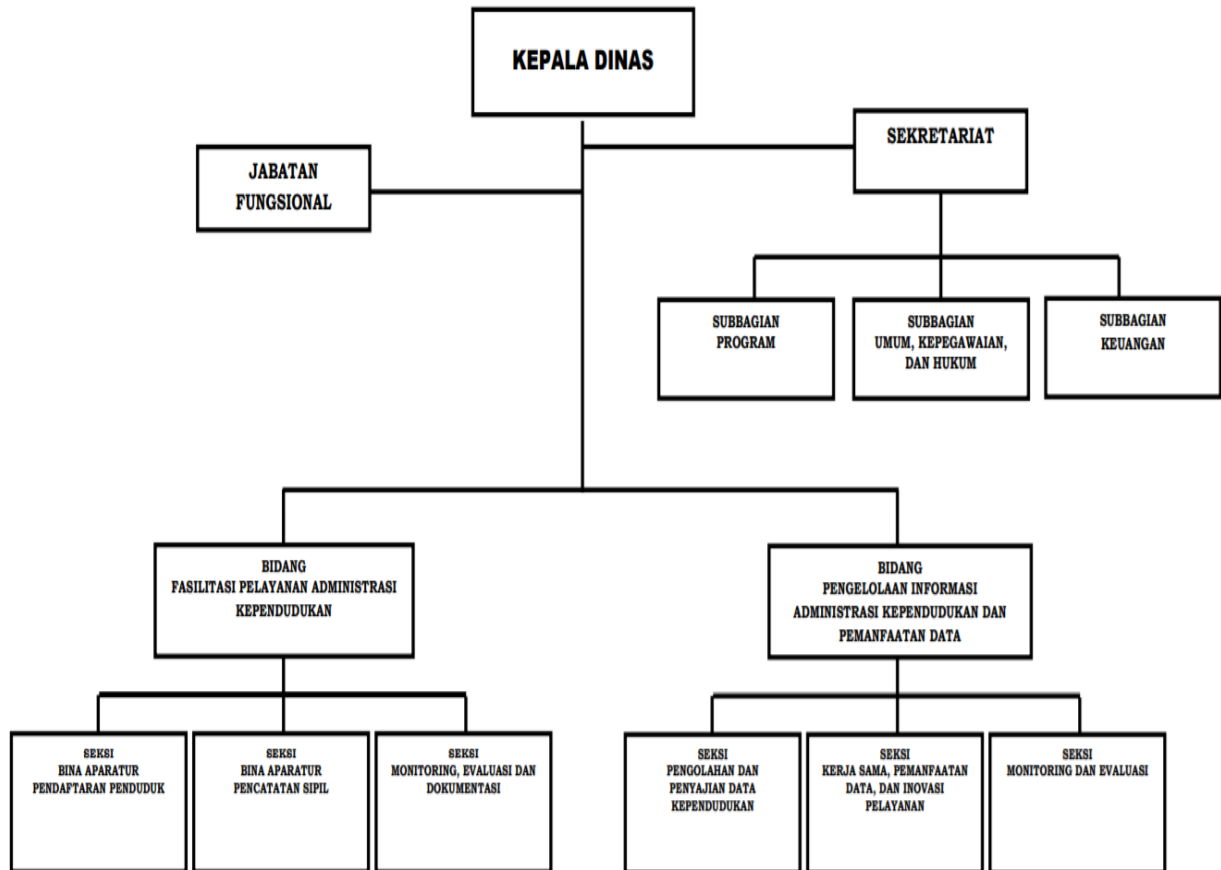 KEPALA DINAS
SEKRETARIAT
JABATAN
FUNGSIONAL
SUBBAGIAN
PROGRAM
SUBBAGIAN
UMUM, KEPEGAWAIAN,
DAN HUKUM
SUBBAGIAN
KEUANGAN
BIDANG
FASILITASI PELAYANAN ADMINISTRASI
KEPENDUDUKAN
BIDANG
PENGELOLAAN INFORMASI
ADMINISTRASI KEPENDUDUKAN DAN
PEMANFAATAN DATA
SEKSI
BINA APARATUR
PENDAFTARAN PENDUDUK
SEKSI
BINA APARATUR
PENCATATAN SIPIL
SEKSI
MONITORING, EVALUASI DAN
DOKUMENTASI
SEKSI
PENGOLAHAN DAN
PENYAJIAN DATA
KEPENDUDUKAN
SEKSI
KERJA SAMA, PEMANFAATAN
DATA, DAN INOVASI
PELAYANAN
SEKSI
MONITORING DAN EVALUASI